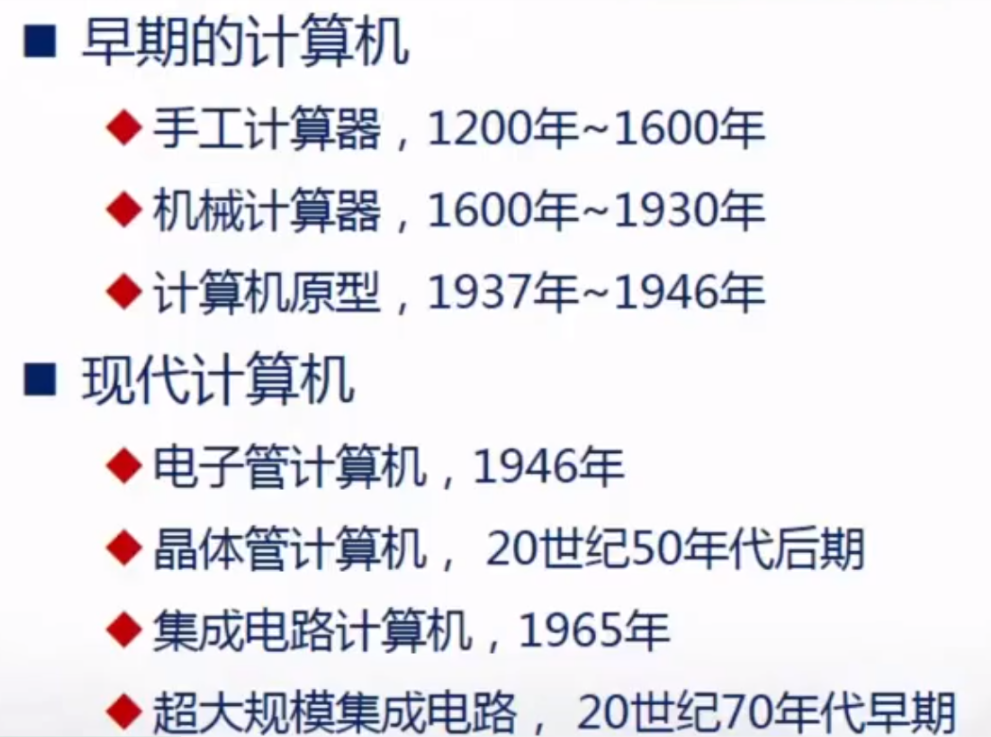 早期的计算机
手工计算器，1200年~1600年
机械计算器，1600年~1930年
计算机原型，1937年~1946年
现代计算机
电子管计算机，1946年
晶体管计算机， 20世纪50年代后期
集成电路计算机，1965年
超大规模集成电路， 20世纪70年代早期